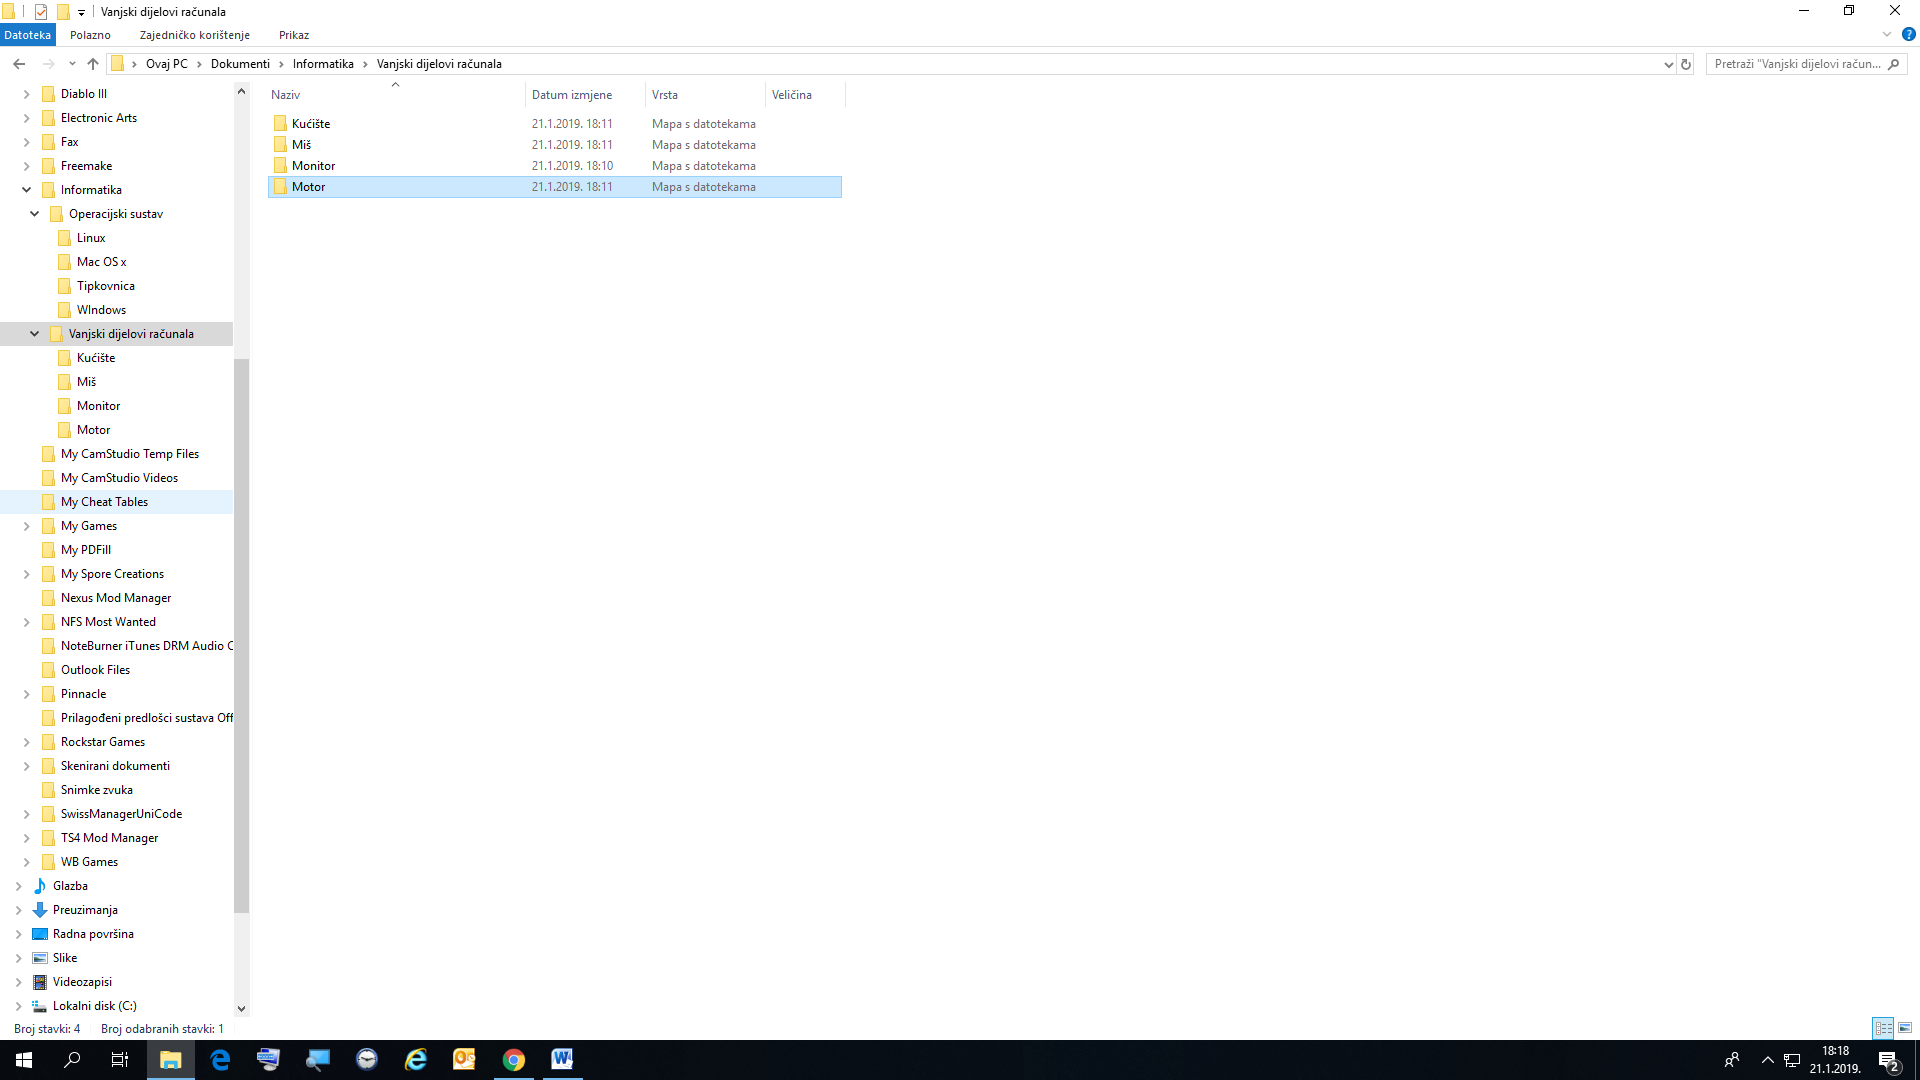 Vanjski dijelovi računala
Datoteka Polazno Zajedničko korištenje Prikaz
Ovaj PC Dokumenti Informatika Vanjski dijelovi računala
Pretraži "Vanjski dijelovi račun...
Diablo III
Electronic Arts
Fax
Freemake
Informatika
Operacijski sustav
Linux
Mac OS x
Tipkovnica
WIndows
Vanjski dijelovi računala
Kućište
Miš
Monitor
Motor
My CamStudio Temp Files
My CamStudio Videos
My Cheat Tables
My Games
My PDFill
My Spore Creations
Nexus Mod Manager
NFS Most Wanted
NoteBurner iTunes DRM Audio C
Outlook Files
Pinnacle
Prilagođeni predlošci sustava Off
Rockstar Games
Skenirani dokumenti
Snimke zvuka
SwissManagerUniCode
TS4 Mod Manager
WB Games
Glazba
Preuzimanja
Radna površina
Slike
Videozapisi
Lokalni disk (C:)
Naziv Datum izmjene Vrsta Veličina
Kućište 21.1.2019. 18:11 Mapa s datotekama
Miš 21.1.2019. 18:11 Mapa s datotekama
Monitor 21.1.2019. 18:10 Mapa s datotekama
Motor 21.1.2019. 18:11 Mapa s datotekama
Broj stavki: 4 Broj odabranih stavki: 1
18:18
21.1.2019.
2